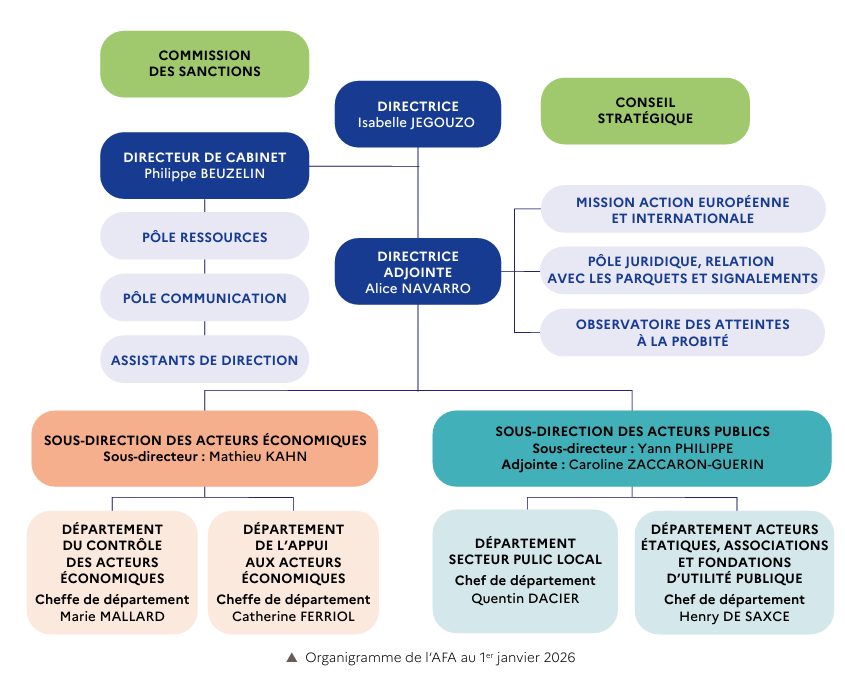 COMMISSION
DES SANCTIONS
DIRECTRICE
Isabelle JEGOUZO
CONSEIL
STRATÉGIQUE
DIRECTEUR DE CABINET
Philippe BEUZELIN
PÔLE RESSOURCES
PÔLE COMMUNICATION
ASSISTANTS DE DIRECTION
DIRECTRICE
ADJOINTE
Alice NAVARRO
MISSION ACTION EUROPÉENNE
ET INTERNATIONALE
PÔLE JURIDIQUE, RELATION
AVEC LES PARQUETS ET SIGNALEMENTS
OBSERVATOIRE DES ATTEINTES
À LA PROBITÉ
SOUS-DIRECTION DES ACTEURS ÉCONOMIQUES
Sous-directeur : Mathieu KAHN
SOUS-DIRECTION DES ACTEURS PUBLICS
Sous-directeur : Yann PHILIPPE
Adjointe : Caroline ZACCARON-GUERIN
DÉPARTEMENT
DU CONTRÔLE
DES ACTEURS
ÉCONOMIQUES
Cheffe de département
Marie MALLARD
DÉPARTEMENT
DE L'APPUI
AUX ACTEURS
ÉCONOMIQUES
Cheffe de département
Catherine FERRIOL
DÉPARTEMENT
SECTEUR PULIC LOCAL
Chef de département
Quentin DACIER
DÉPARTEMENT ACTEURS
ÉTATIQUES, ASSOCIATIONS
ET FONDATIONS
D'UTILITÉ PUBLIQUE
Chef de département
Henry DE SAXCE
▲ Organigramme de l'AFA au 1er janvier 2026